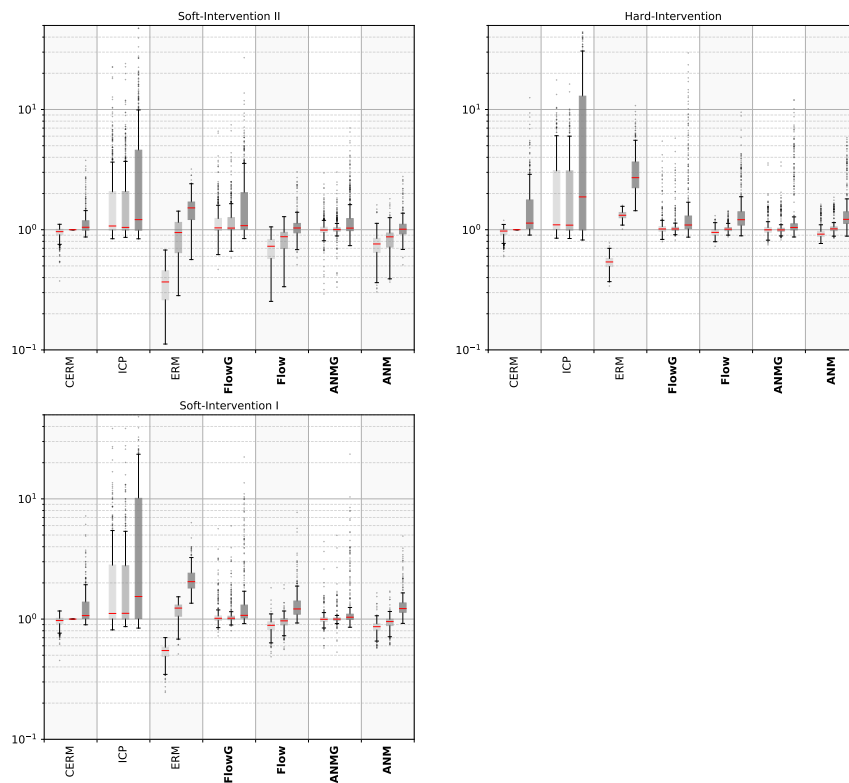 Soft-Intervention II
10¹
10⁰
10⁻¹
CERM
ICP
ERM
FlowG
Flow
ANMG
ANM
Hard-Intervention
10¹
10⁰
10⁻¹
CERM
ICP
ERM
FlowG
Flow
ANMG
ANM
Soft-Intervention I
10¹
10⁰
10⁻¹
CERM
ICP
ERM
FlowG
Flow
ANMG
ANM